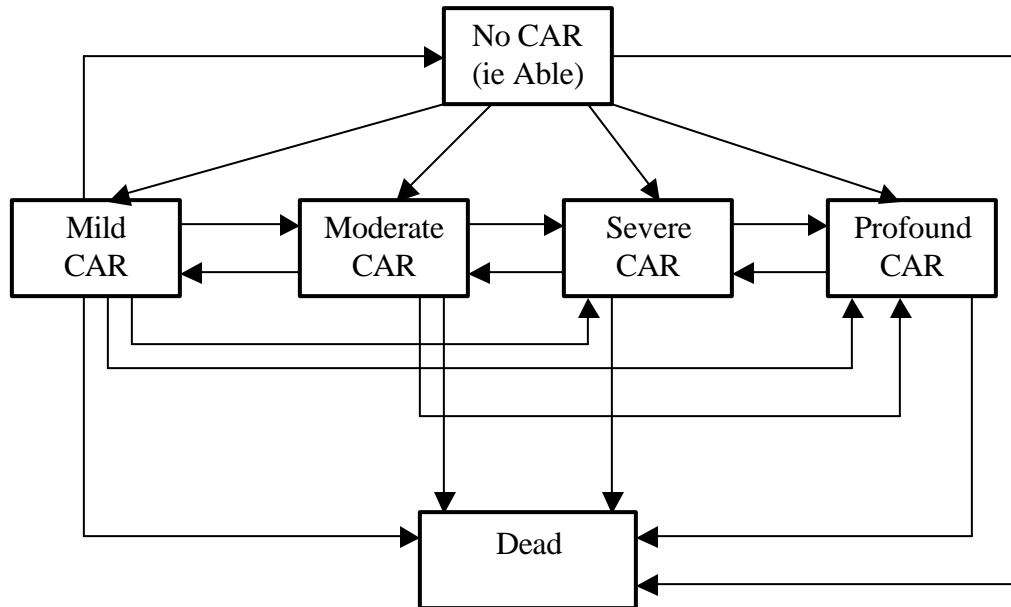 No CAR
(ie Able)
Mild
CAR
Moderate
CAR
Severe
CAR
Profound
CAR
Dead